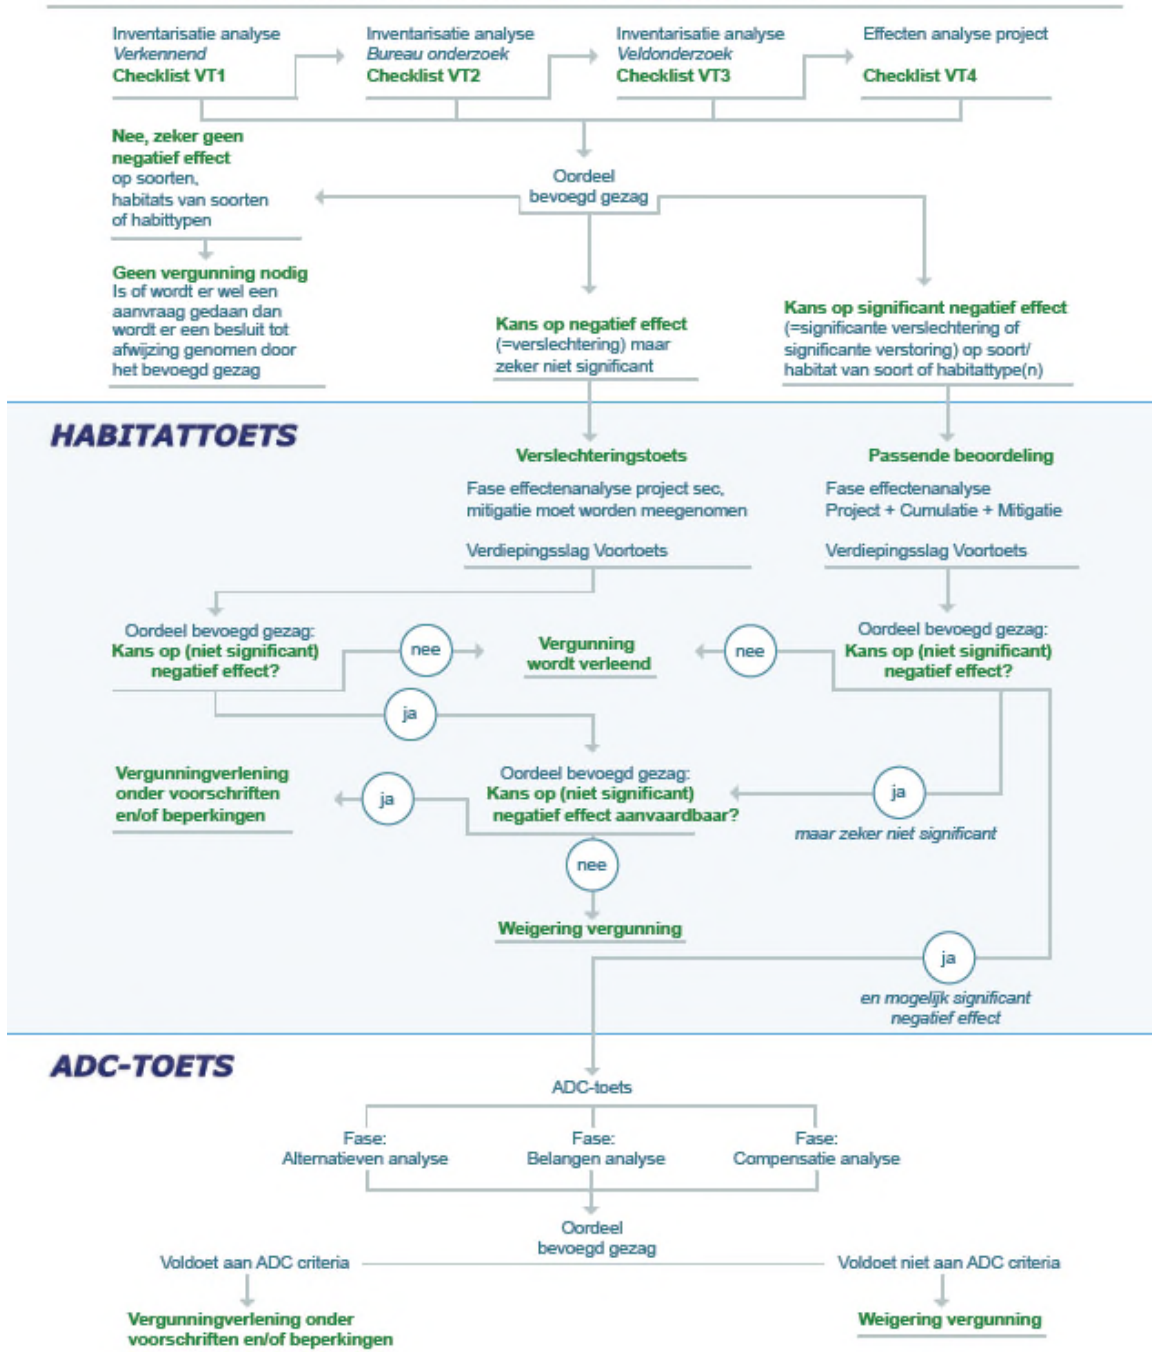 Inventarisatie analyse
Verkennend
Checklist VT1
Inventarisatie analyse
Bureau onderzoek
Checklist VT2
Inventarisatie analyse
Veldonderzoek
Checklist VT3
Effecten analyse project
Checklist VT4
Nee, zeker geen
negatief effect
op soorten,
habitats van soorten
of habittypen
Oordeel
bevoegd gezag
Geen vergunning nodig
Is of wordt er wel een
aanvraag gedaan dan
wordt er een besluit tot
afwijzing genomen door
het bevoegd gezag
Kans op negatief effect
(=verslechtering) maar
zeker niet significant
Kans op significant negatief effect
(=significante verslechtering of
significante verstoring) op soort/
habitat van soort of habitattype(n)
HABITATTOETS
Verslechteringstoets
Fase effectenanalyse project sec,
mitigatie moet worden meegenomen
Verdiepingsslag Voortoets
Passende beoordeling
Fase effectenanalyse
Project + Cumulatie + Mitigatie
Verdiepingsslag Voortoets
Oordeel bevoegd gezag:
Kans op (niet significant)
negatief effect?
nee
Vergunning
wordt verleend
nee
Oordeel bevoegd gezag:
Kans op (niet significant)
negatief effect?
ja
Vergunningverlening
onder voorschriften
en/of beperkingen
ja
Oordeel bevoegd gezag:
Kans op (niet significant)
negatief effect aanvaardbaar?
ja
maar zeker niet significant
nee
Weigering vergunning
ja
en mogelijk significant
negatief effect
ADC-TOETS
ADC-toets
Fase:
Alternatieven analyse
Fase:
Belangen analyse
Fase:
Compensatie analyse
Oordeel
bevoegd gezag
Voldoet aan ADC criteria
Voldoet niet aan ADC criteria
Vergunningverlening onder
voorschriften en/of beperkingen
Weigering vergunning